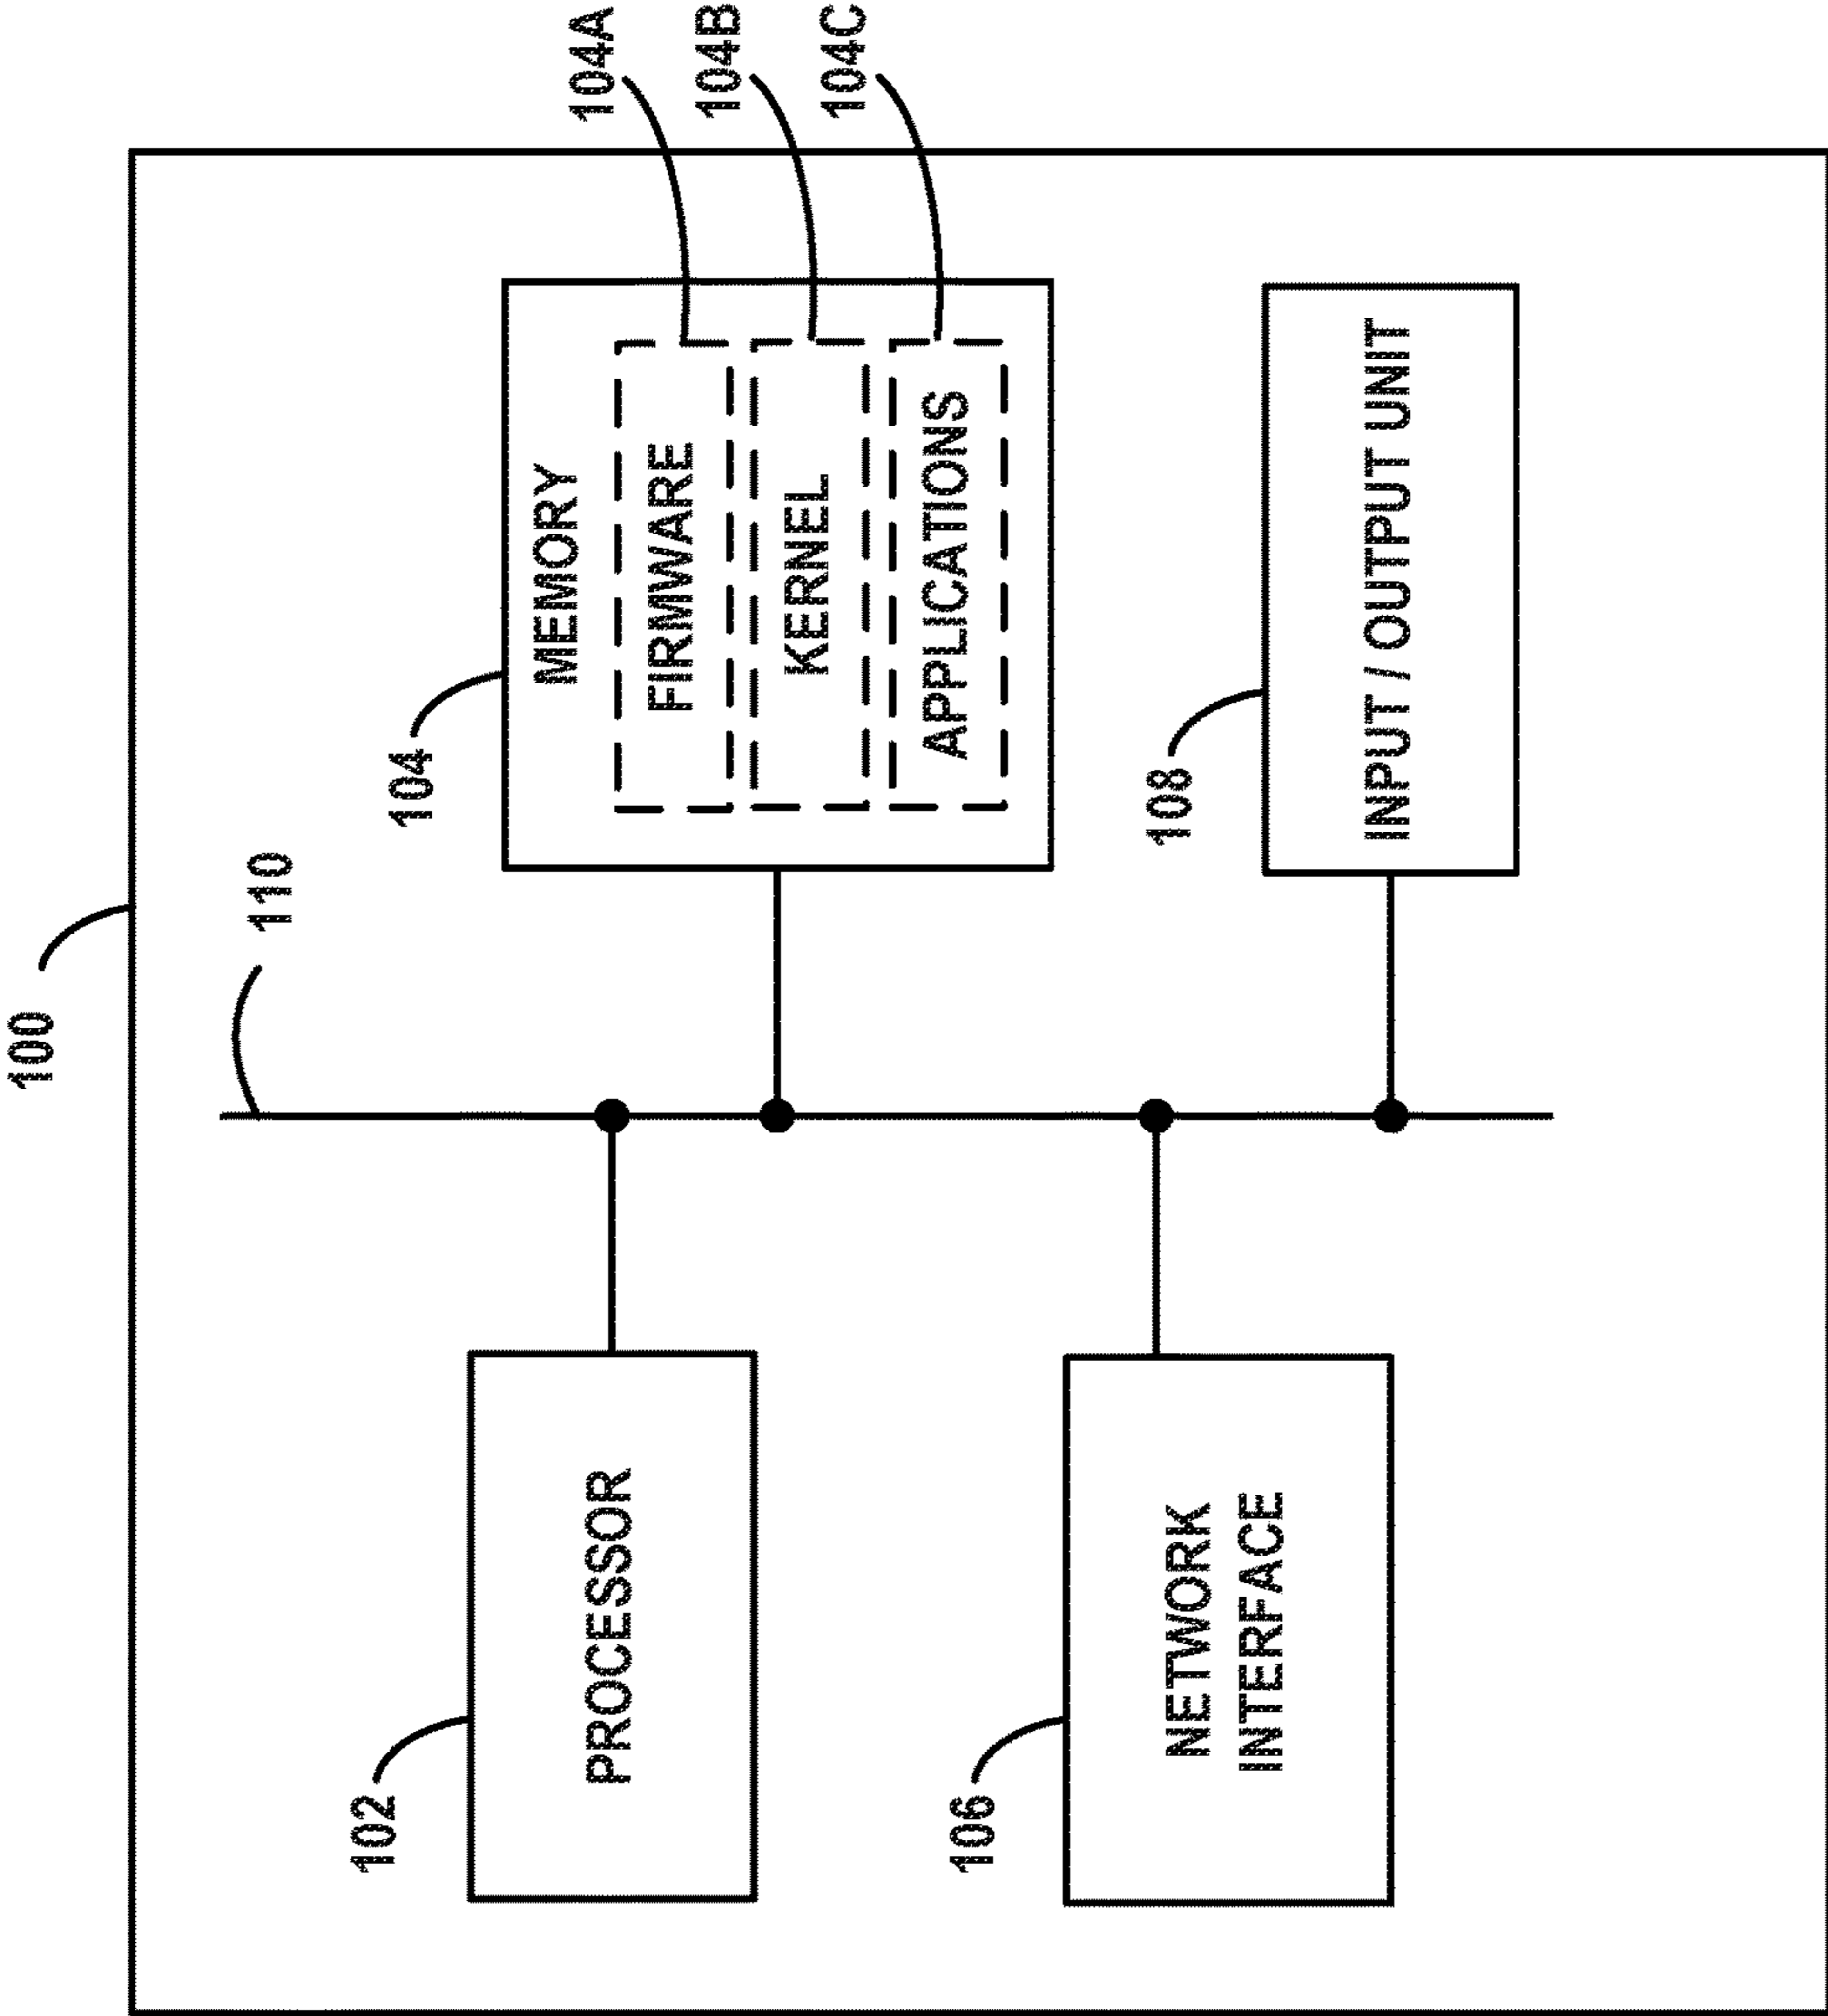 100
110
102
PROCESSOR
104
MEMORY
FIRMWARE
104A
KERNEL
104B
APPLICATIONS
104C
106
NETWORK
INTERFACE
108
INPUT / OUTPUT UNIT